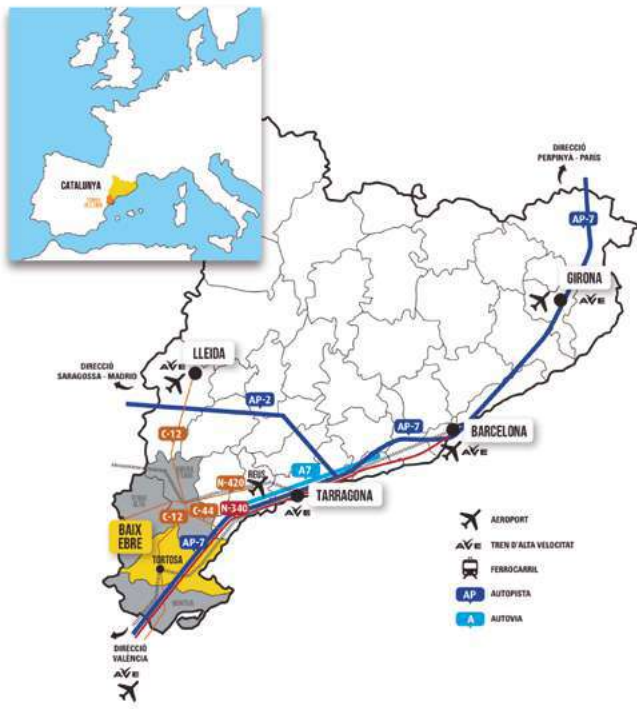 CATALUNYA
DIRECCIÓ
PERPINYÀ - PARÍS
AP-7
GIRONA
AVE
LLEIDA
AVE
DIRECCIÓ
SARAGOSSA - MADRID
AP-2
AP-7
BARCELONA
AVE
C-12
A7
REUS
N-420
TARRAGONA
AVE
C-12
C-44
N-340
BAIX
EBRE
AP-7
TORTOSA
DIRECCIÓ
VALÈNCIA
AVE
AEROPORT
AVE TREN D'ALTA VELOCITAT
FERROCARRIL
AP AUTOPISTA
A AUTOVIA